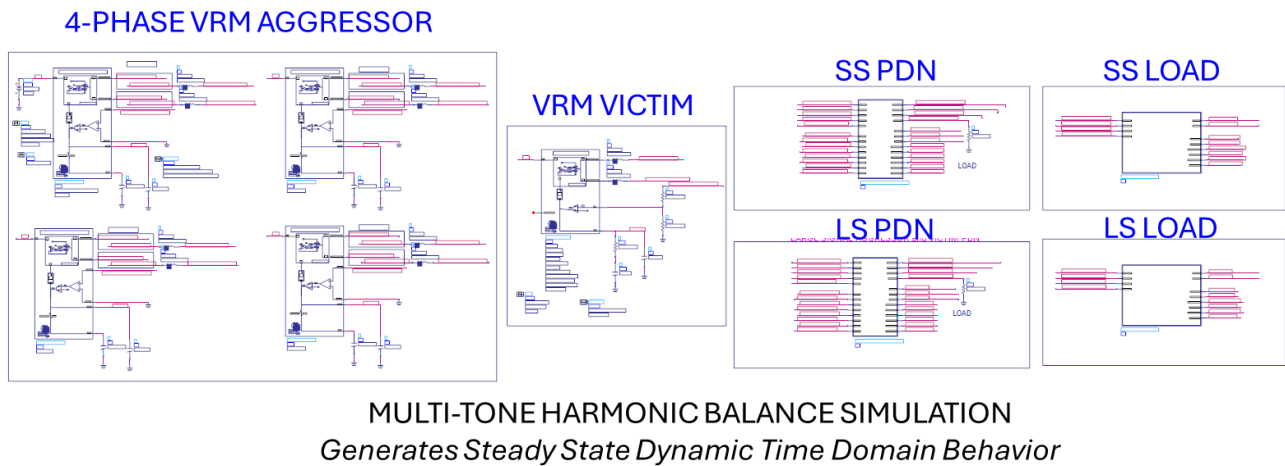 4-PHASE VRM AGGRESSOR
VRM VICTIM
SS PDN
SS LOAD
LOAD
LS PDN
LS LOAD
LOAD
MULTI-TONE HARMONIC BALANCE SIMULATION
Generates Steady State Dynamic Time Domain Behavior